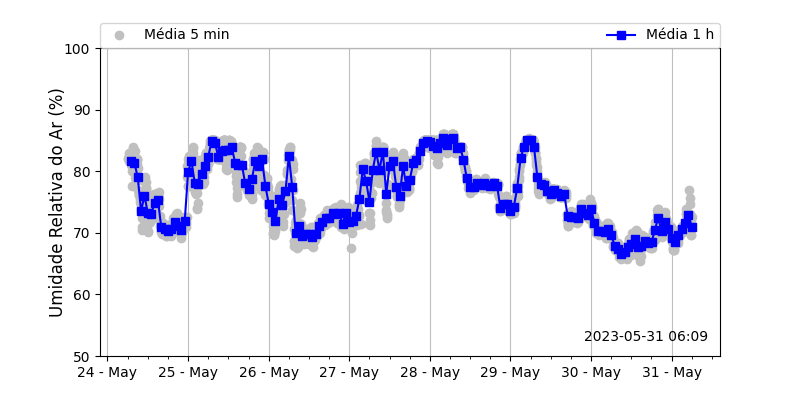 Média 5 min
Média 1 h
Umidade Relativa do Ar (%)
100
90
80
70
60
50
2023-05-31 06:09
24 - May
25 - May
26 - May
27 - May
28 - May
29 - May
30 - May
31 - May